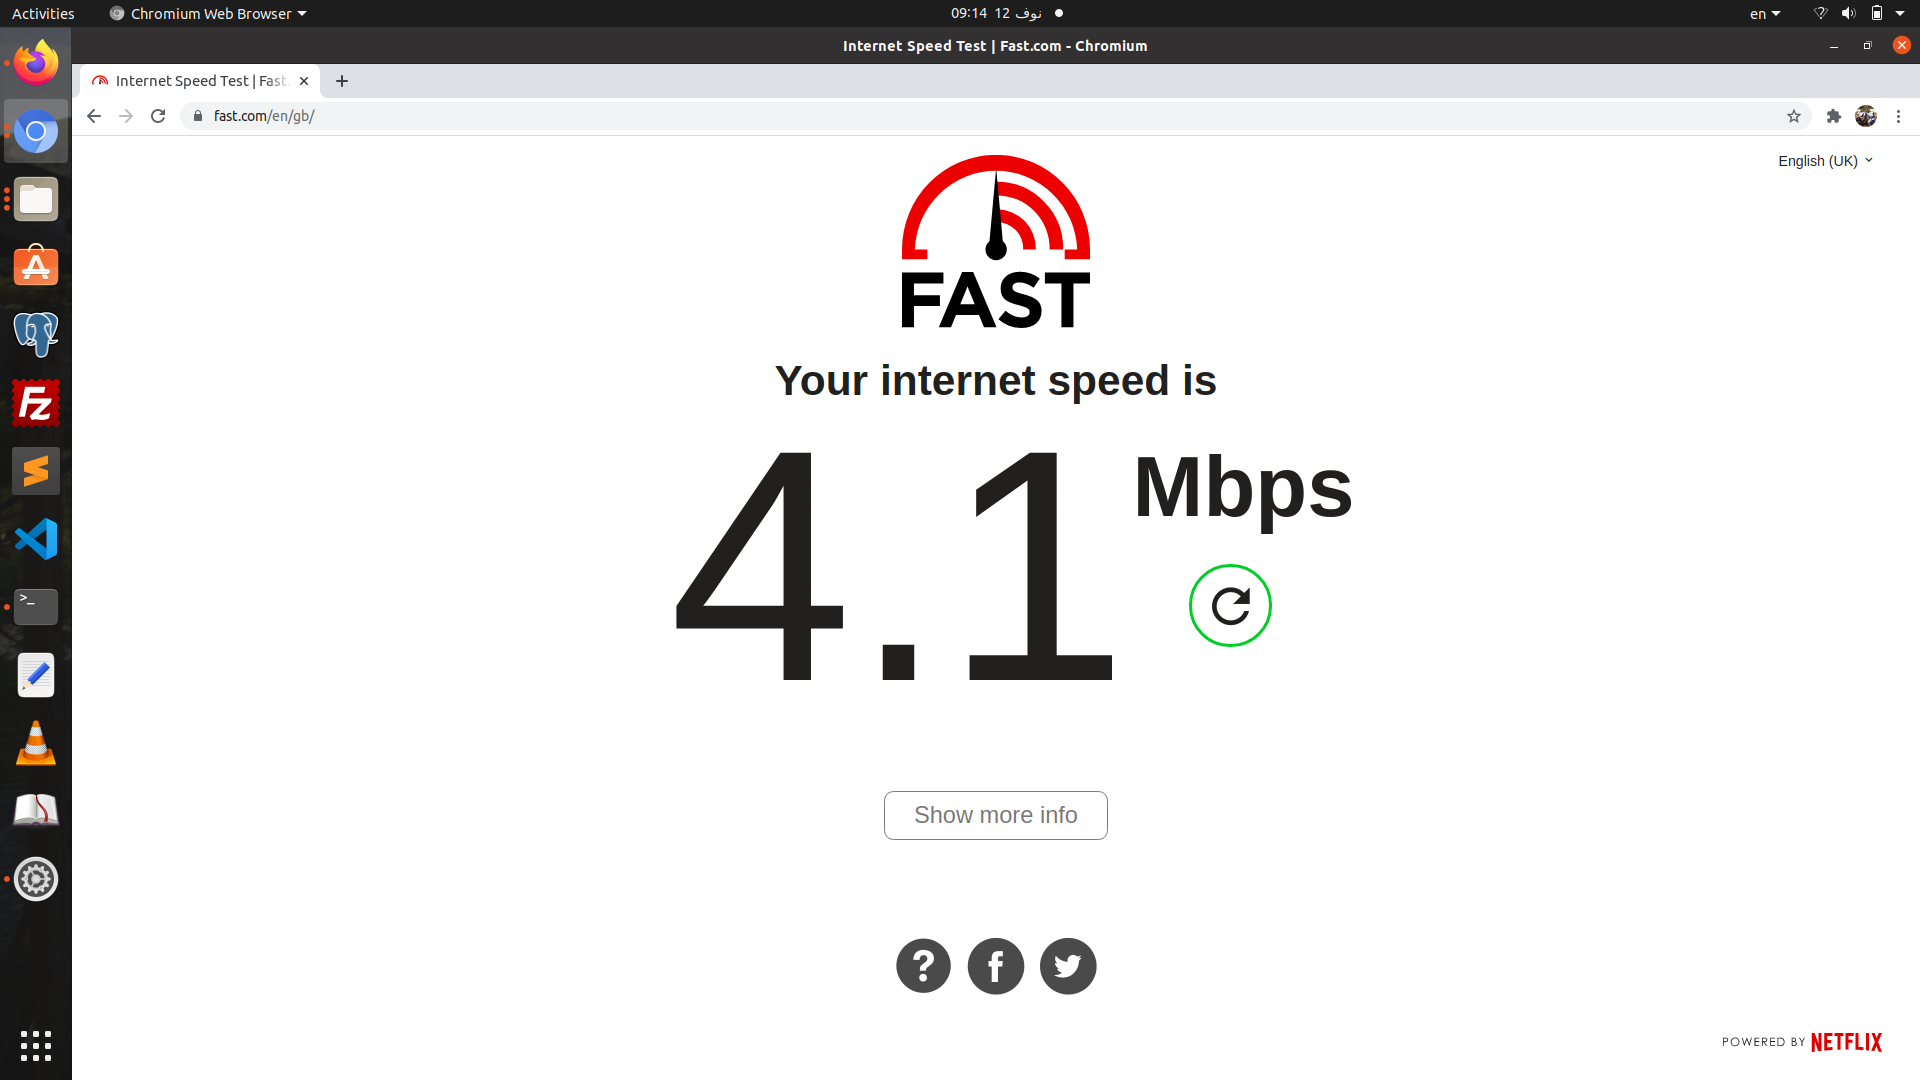 Activities
Chromium Web Browser
09:14 12 نوف
en
Internet Speed Test | Fast.com - Chromium
Internet Speed Test | Fast.
fast.com/en/gb/
English (UK)
FAST
Your internet speed is
4.1 Mbps
Show more info
POWERED BY NETFLIX